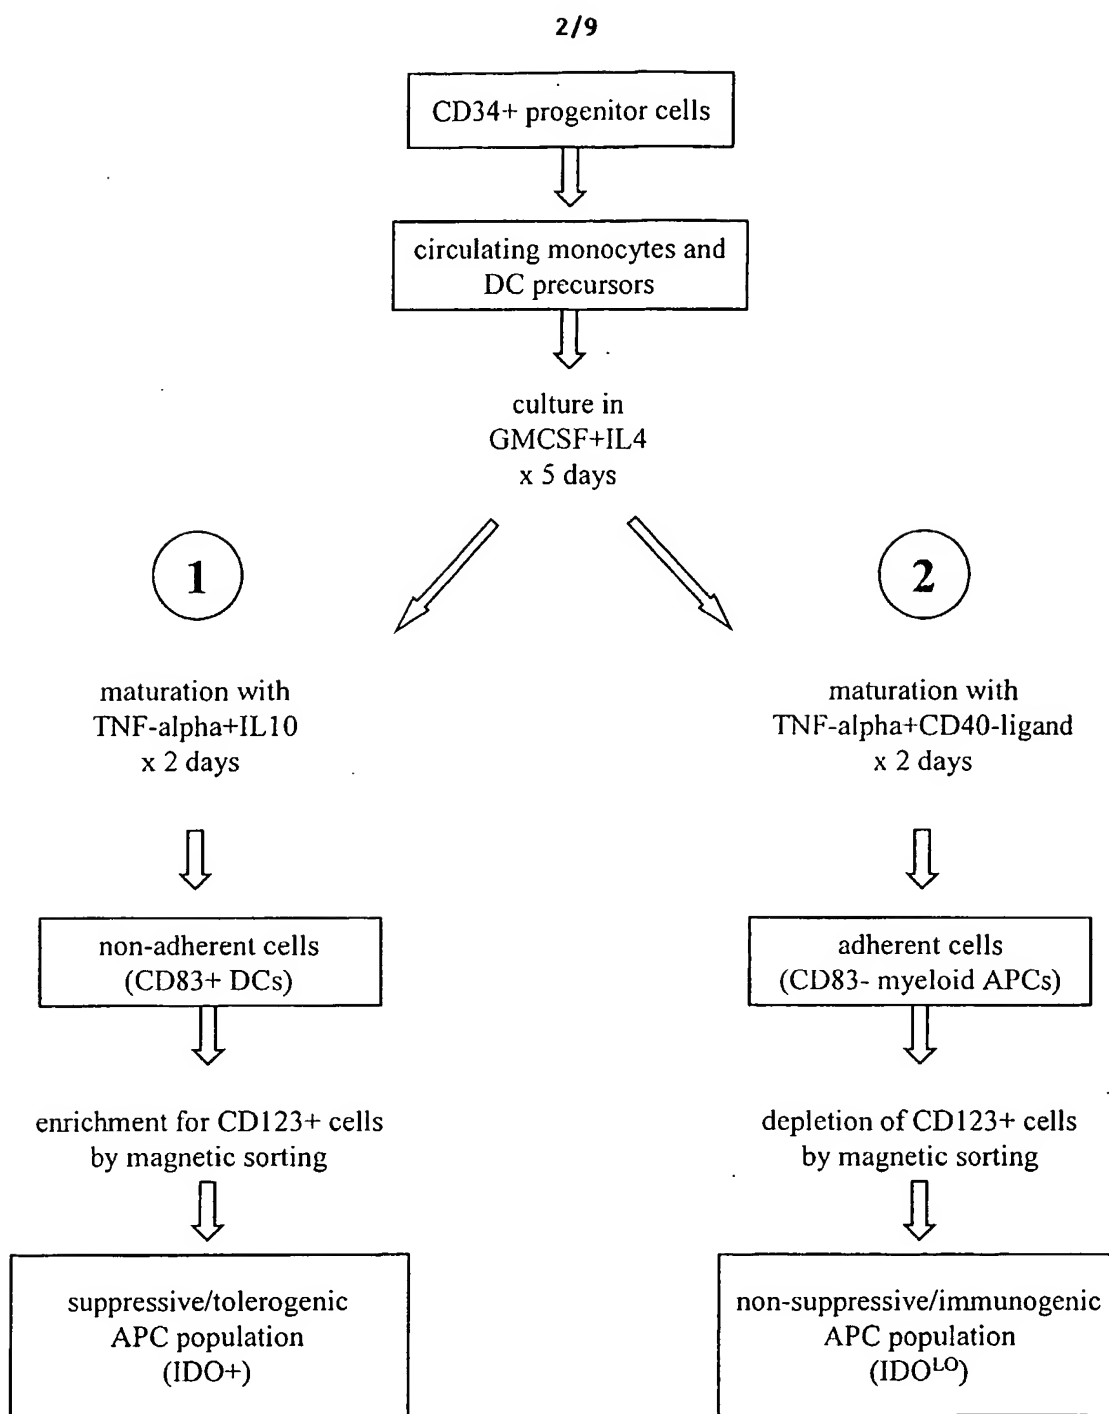 2/9
CD34+ progenitor cells
circulating monocytes and
DC precursors
culture in
GMCSF+IL4
x 5 days
1
2
maturation with
TNF-alpha+IL10
x 2 days
maturation with
TNF-alpha+CD40-ligand
x 2 days
non-adherent cells
(CD83+ DCs)
adherent cells
(CD83- myeloid APCs)
enrichment for CD123+ cells
by magnetic sorting
depletion of CD123+ cells
by magnetic sorting
suppressive/tolerogenic
APC population
(IDO+)
non-suppressive/immunogenic
APC population
(IDO^LO)